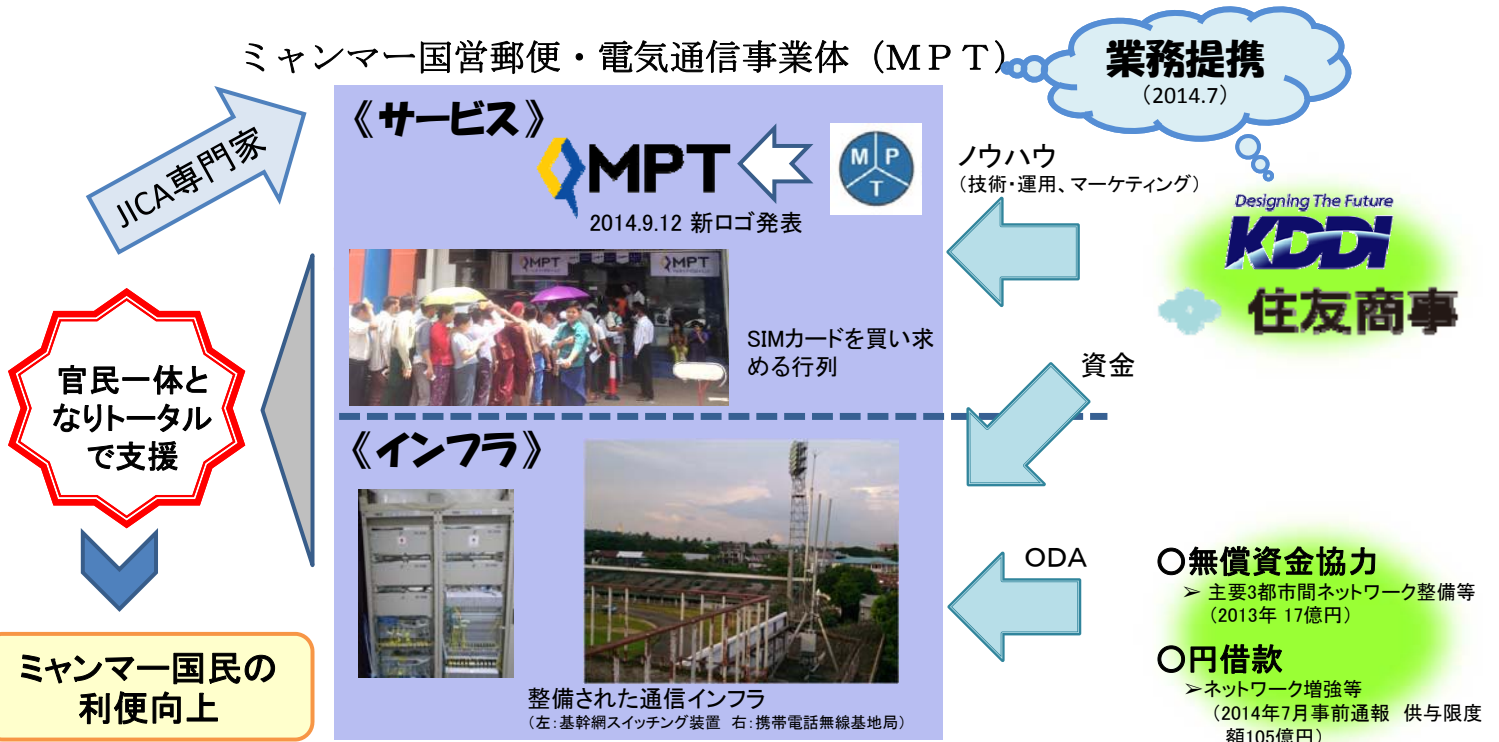 ミャンマー国営郵便・電気通信事業体（ＭＰＴ）
業務提携
（2014.7）
JICA専門家
《サービス》
MPT
M P
T
2014.9.12 新ロゴ発表
ノウハウ
（技術・運用、マーケティング）
Designing The Future
KDDI
住友商事
MPT
MPT
SIMカードを買い求
める行列
資金
官民一体と
なりトータル
で支援
《インフラ》
ODA
○無償資金協力
➢ 主要3都市間ネットワーク整備等
（2013年 17億円）
○円借款
➢ネットワーク増強等
（2014年7月事前通報　供与限度
額105億円）
ミャンマー国民の
利便向上
整備された通信インフラ
（左：基幹網スイッチング装置　右：携帯電話無線基地局）